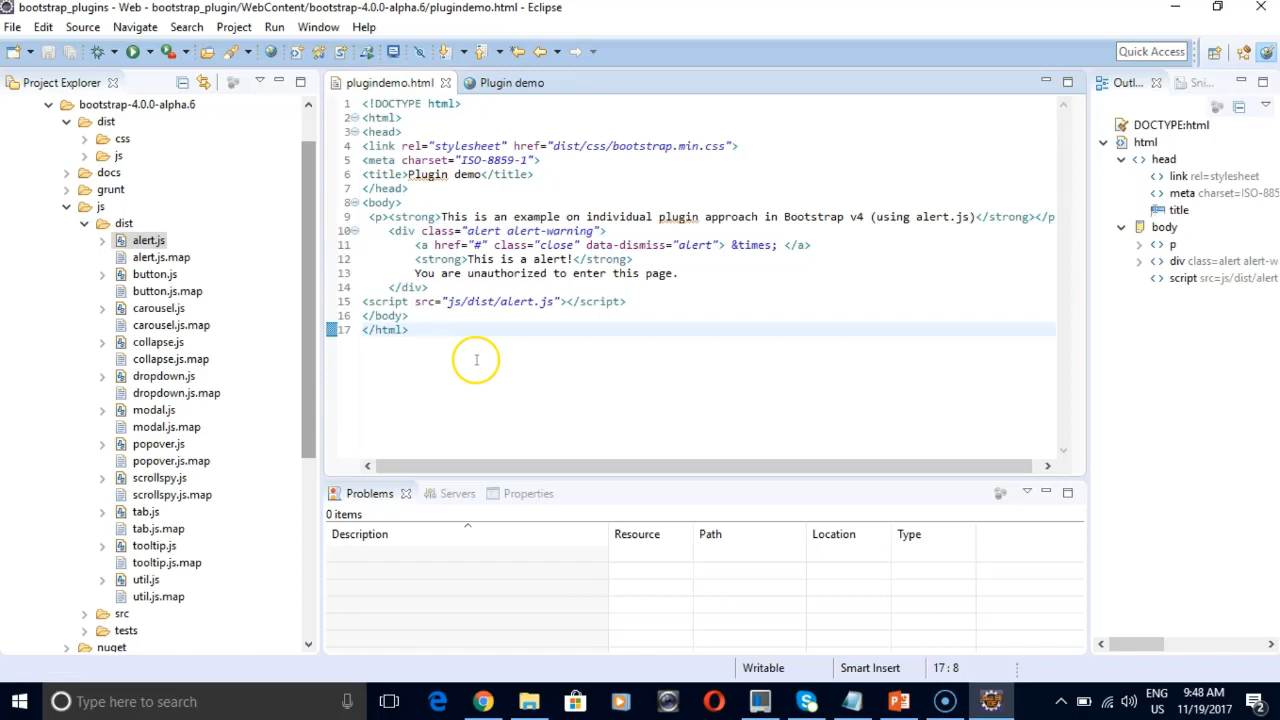 bootstrap_plugins - Web - bootstrap_plugin/WebContent/bootstrap-4.0.0-alpha.6/plugindemo.html - Eclipse
File Edit Source Navigate Search Project Run Window Help
Quick Access
Project Explorer
bootstrap-4.0.0-alpha.6
dist
css
js
docs
grunt
js
dist
alert.js
alert.js.map
button.js
button.js.map
carousel.js
carousel.js.map
collapse.js
collapse.js.map
dropdown.js
dropdown.js.map
modal.js
modal.js.map
popover.js
popover.js.map
scrollspy.js
scrollspy.js.map
tab.js
tab.js.map
tooltip.js
tooltip.js.map
util.js
util.js.map
src
tests
nuget
plugindemo.html Plugin demo
1 <!DOCTYPE html>
2 <html>
3 <head>
4 <link rel="stylesheet" href="dist/css/bootstrap.min.css">
5 <meta charset="ISO-8859-1">
6 <title>Plugin demo</title>
7 </head>
8 <body>
9 <p><strong>This is an example on individual plugin approach in Bootstrap v4 (using alert.js)</strong></p
10 <div class="alert alert-warning">
11 <a href="#" class="close" data-dismiss="alert"> &times; </a>
12 <strong>This is a alert!</strong>
13 You are unauthorized to enter this page.
14 </div>
15 <script src="js/dist/alert.js"></script>
16 </body>
17 </html>
Outl... Sni...
DOCTYPE:html
html
head
link rel=stylesheet
meta charset=ISO-885
title
body
p
div class=alert alert-w
script src=js/dist/alert
Problems Servers Properties
0 items
Description Resource Path Location Type
Writable Smart Insert 17 : 8
Type here to search
ENG
US
9:48 AM
11/19/2017
2